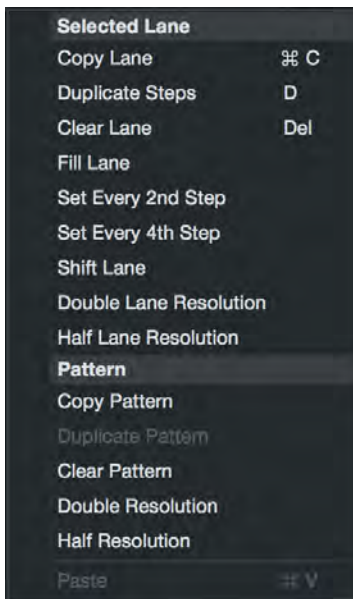 Selected Lane
Copy Lane ⌘ C
Duplicate Steps D
Clear Lane Del
Fill Lane
Set Every 2nd Step
Set Every 4th Step
Shift Lane
Double Lane Resolution
Half Lane Resolution
Pattern
Copy Pattern
Duplicate Pattern
Clear Pattern
Double Resolution
Half Resolution
Paste ⌘ V